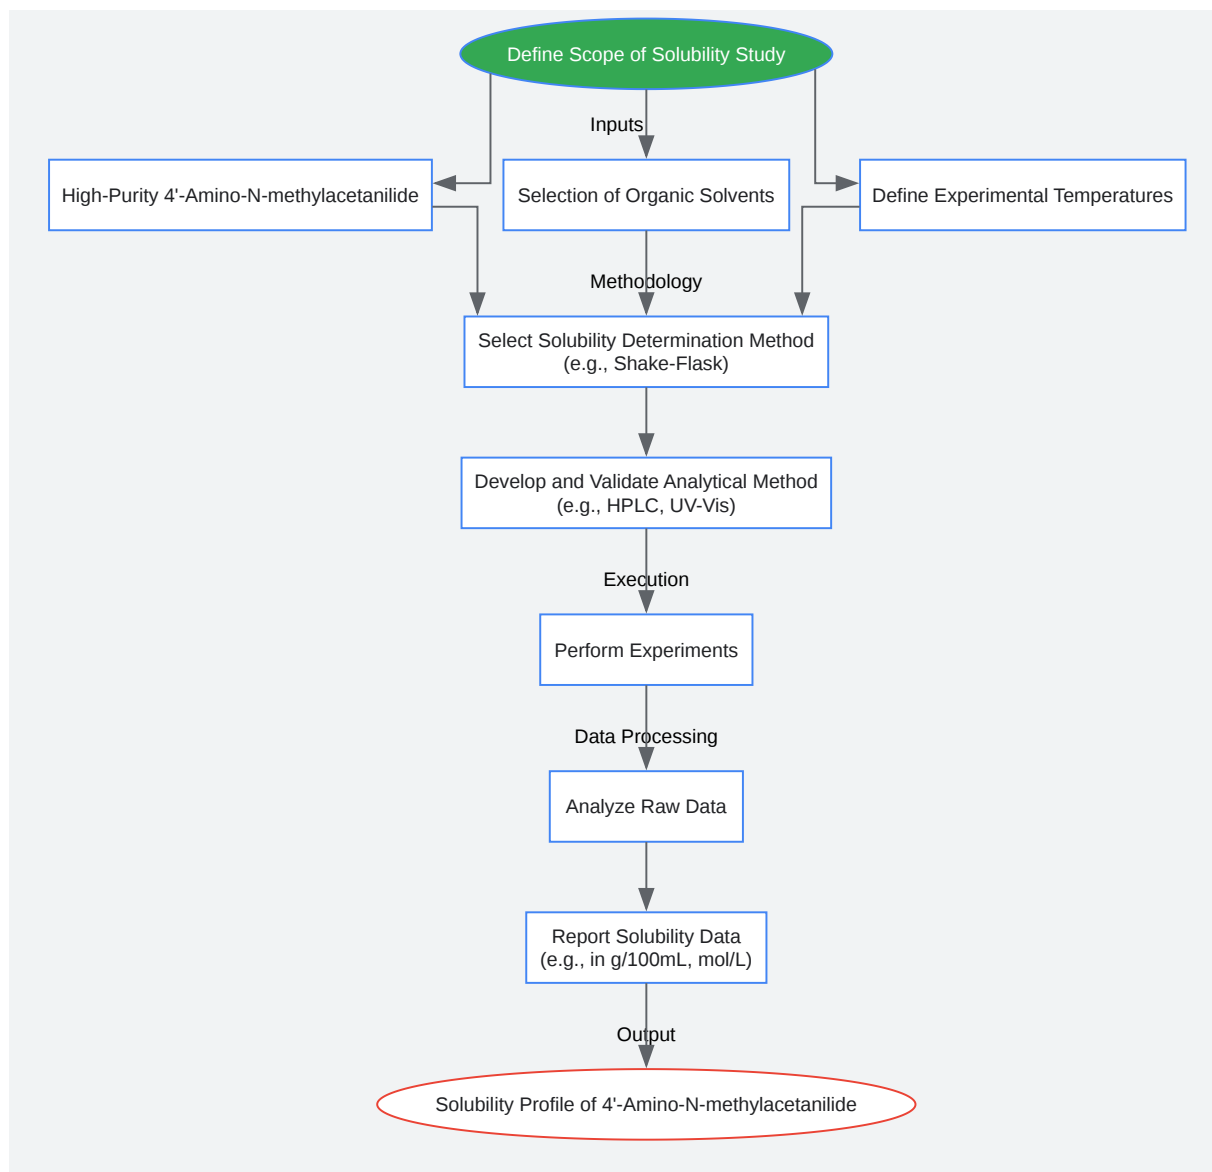 Define Scope of Solubility Study
Inputs
High-Purity 4'-Amino-N-methylacetanilide
Selection of Organic Solvents
Define Experimental Temperatures
Methodology
Select Solubility Determination Method
(e.g., Shake-Flask)
Develop and Validate Analytical Method
(e.g., HPLC, UV-Vis)
Execution
Perform Experiments
Data Processing
Analyze Raw Data
Report Solubility Data
(e.g., in g/100mL, mol/L)
Output
Solubility Profile of 4'-Amino-N-methylacetanilide